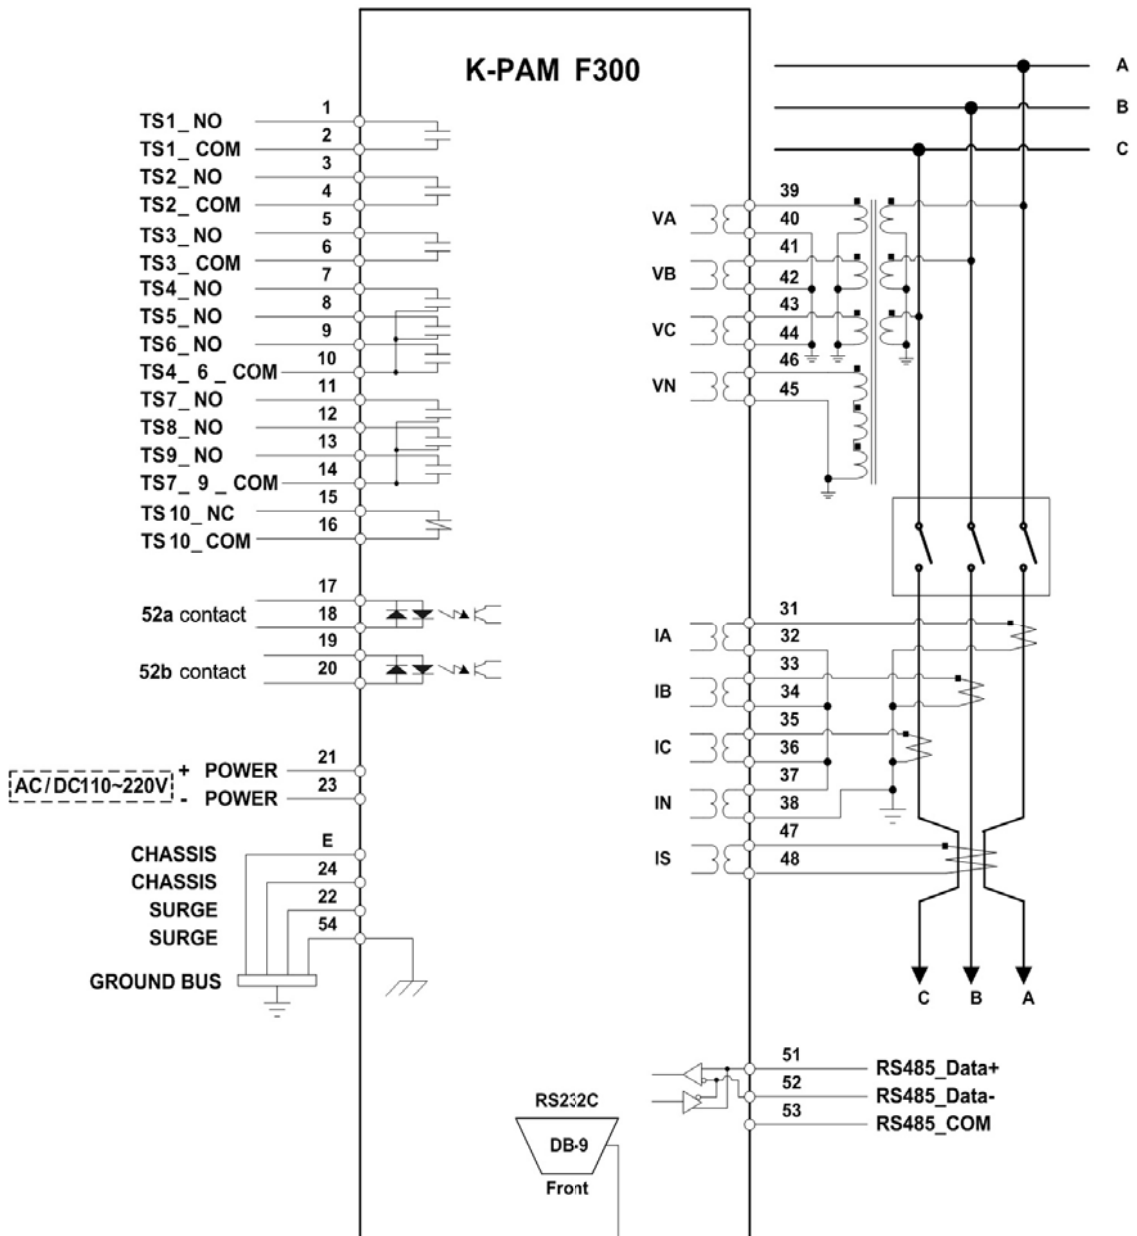 K-PAM F300
A
B
C
1
TS1_NO
2
TS1_COM
3
TS2_NO
4
TS2_COM
5
TS3_NO
6
TS3_COM
7
TS4_NO
8
TS5_NO
9
TS6_NO
10
TS4_6_COM
11
TS7_NO
12
TS8_NO
13
TS9_NO
14
TS7_9_COM
15
TS10_NC
16
TS10_COM
17
52a contact
18
19
52b contact
20
21
+ POWER
AC/DC110~220V
23
- POWER
E
CHASSIS
24
CHASSIS
22
SURGE
54
SURGE
GROUND BUS
39
VA
40
41
VB
42
43
VC
44
46
VN
45
31
IA
32
33
IB
34
35
IC
36
37
IN
38
47
IS
48
C B A
51
RS485_Data+
52
RS485_Data-
53
RS485_COM
RS232C
DB-9
Front